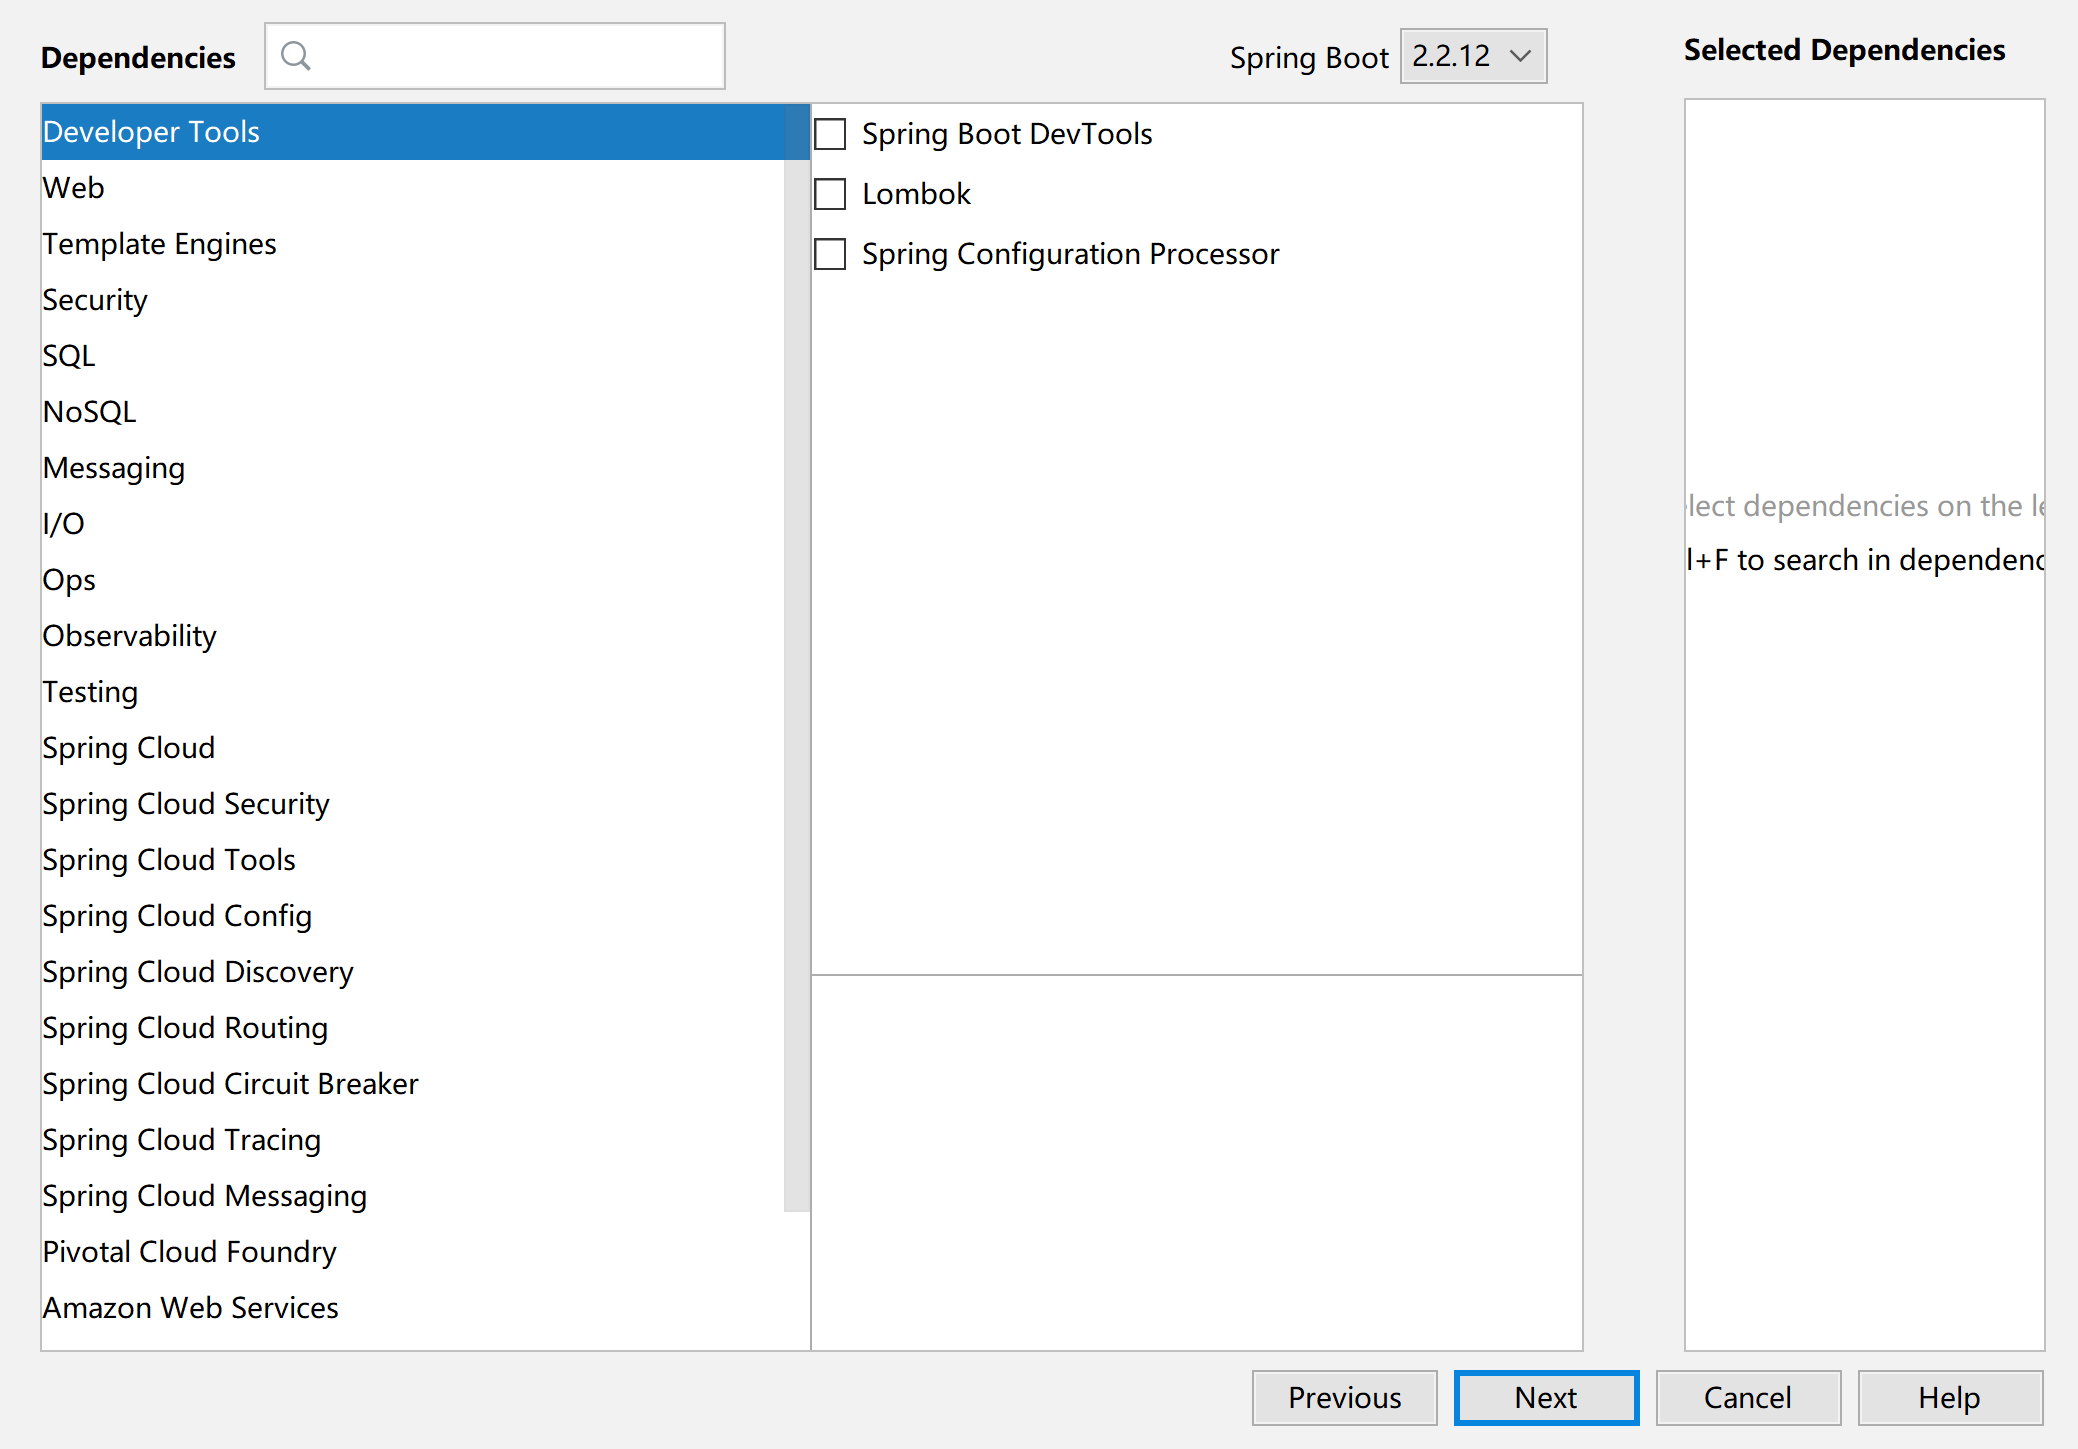 Dependencies
Spring Boot 2.2.12
Selected Dependencies
Developer Tools
Web
Template Engines
Security
SQL
NoSQL
Messaging
I/O
Ops
Observability
Testing
Spring Cloud
Spring Cloud Security
Spring Cloud Tools
Spring Cloud Config
Spring Cloud Discovery
Spring Cloud Routing
Spring Cloud Circuit Breaker
Spring Cloud Tracing
Spring Cloud Messaging
Pivotal Cloud Foundry
Amazon Web Services
Spring Boot DevTools
Lombok
Spring Configuration Processor
lect dependencies on the le
l+F to search in dependenc
Previous
Next
Cancel
Help